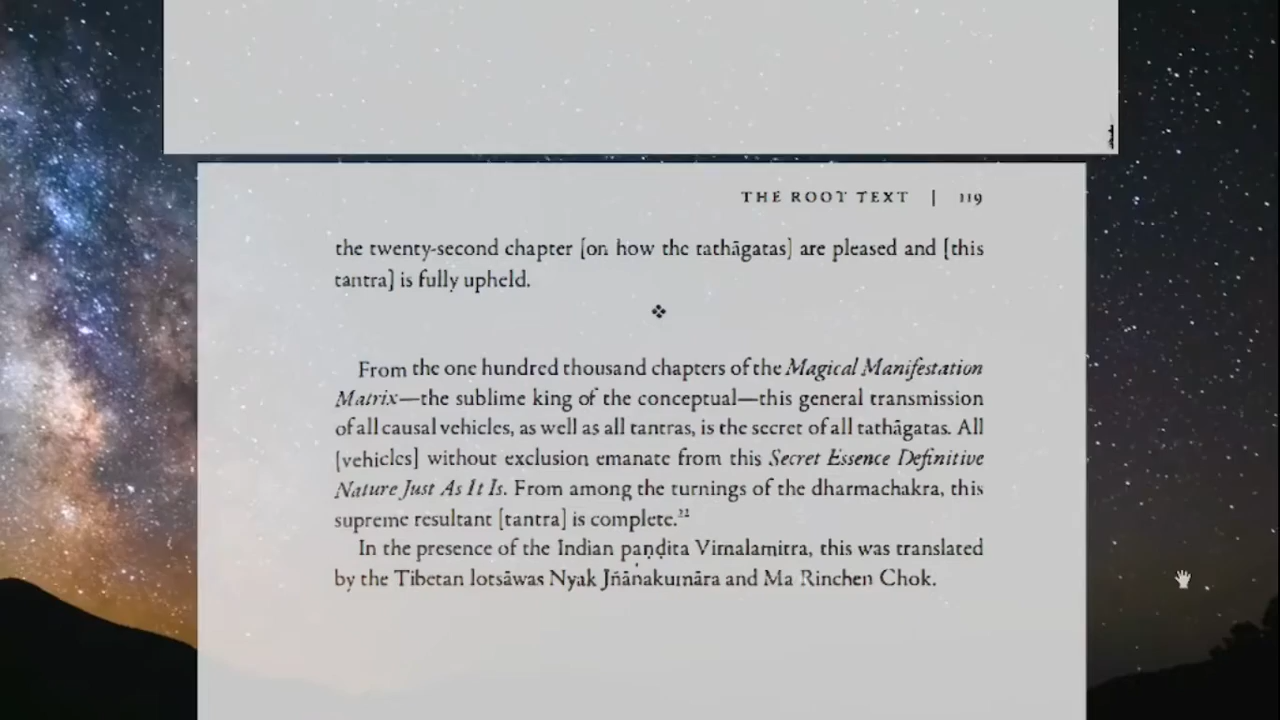 THE ROOT TEXT | 119
the twenty-second chapter [on how the tathāgatas] are pleased and [this
tantra] is fully upheld.
From the one hundred thousand chapters of the Magical Manifestation
Matrix—the sublime king of the conceptual—this general transmission
of all causal vehicles, as well as all tantras, is the secret of all tathāgatas. All
[vehicles] without exclusion emanate from this Secret Essence Definitive
Nature Just As It Is. From among the turnings of the dharmachakra, this
supreme resultant [tantra] is complete.²²
In the presence of the Indian paṇḍita Vimalamitra, this was translated
by the Tibetan lotsāwas Nyak Jñānakumāra and Ma Rinchen Chok.